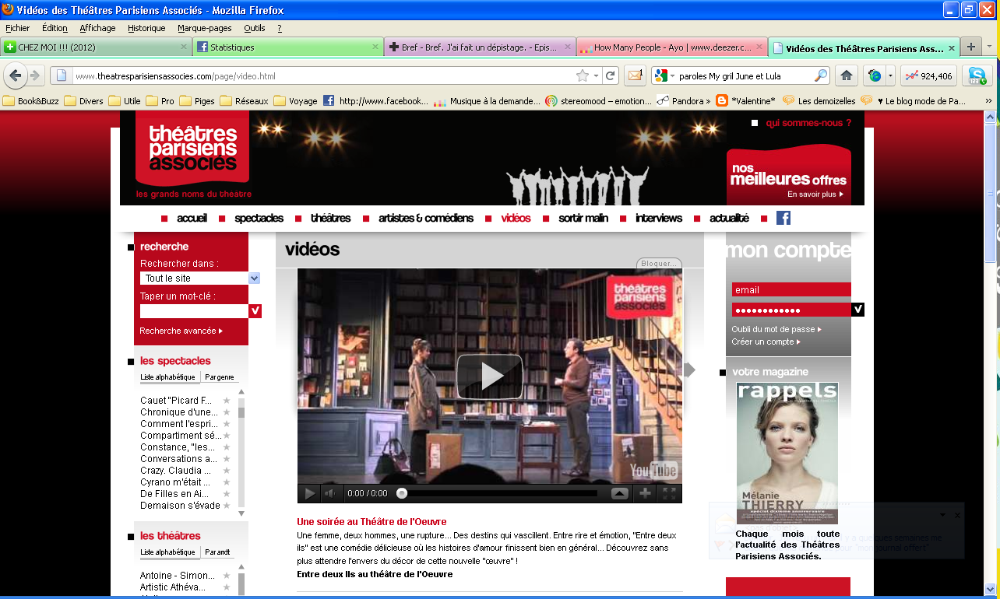 Vidéos des Théâtres Parisiens Associés - Mozilla Firefox
Fichier Édition Affichage Historique Marque-pages Outils ?
CHEZ MOI !!! (2012) Statistiques Bref - Bref. J'ai fait un dépistage. - Epis... How Many People - Ayo | www.deezer.c... Vidéos des Théâtres Parisiens Ass...
www.theatresparisiensassocies.com/page/video.html paroles My gril June et Lula 924,406
Book&Buzz Divers Utile Pro Piges Réseaux Voyage http://www.facebook... Musique à la demande... stereomood – emotion... Pandora » *Valentine* Les demoizelles ♥ Le blog mode de Pa... »
théâtres
parisiens
associés
les grands noms du théâtre
qui sommes-nous ?
nos
meilleures offres
En savoir plus
accueil spectacles théâtres artistes & comédiens vidéos sortir malin interviews actualité
recherche
Rechercher dans :
Tout le site
Taper un mot-clé :
Recherche avancée
les spectacles
Liste alphabétique Par genre
Cauet "Picard F...
Chronique d'une...
Comment l'espri...
Compartiment sé...
Constance, "les...
Conversations a...
Crazy. Claudia ...
Cyrano m'était ...
De Filles en Ai...
Demaison s'évade
les théâtres
Liste alphabétique Par arrdt
Antoine - Simon...
Artistic Athéva...
vidéos
Bloquer...
théâtres
parisiens
associés
YouTube
0:00 / 0:00
Une soirée au Théâtre de l'Oeuvre
Une femme, deux hommes, une rupture... Des destins qui vacillent. Entre rire et émotion, "Entre deux
ils" est une comédie délicieuse où les histoires d'amour finissent bien en général... Découvrez sans
plus attendre l'envers du décor de cette nouvelle "œuvre" !
Entre deux ils au théâtre de l'Oeuvre
mon compte
email
Oubli du mot de passe
Créer un compte
votre magazine
rappels
Mélanie
THIERRY
spécial dixième anniversaire
Chaque mois toute
l'actualité des Théâtres
Parisiens Associés.